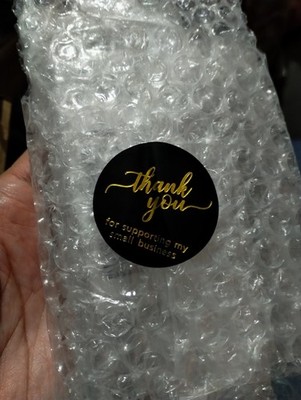 thank
you
for supporting my
small business